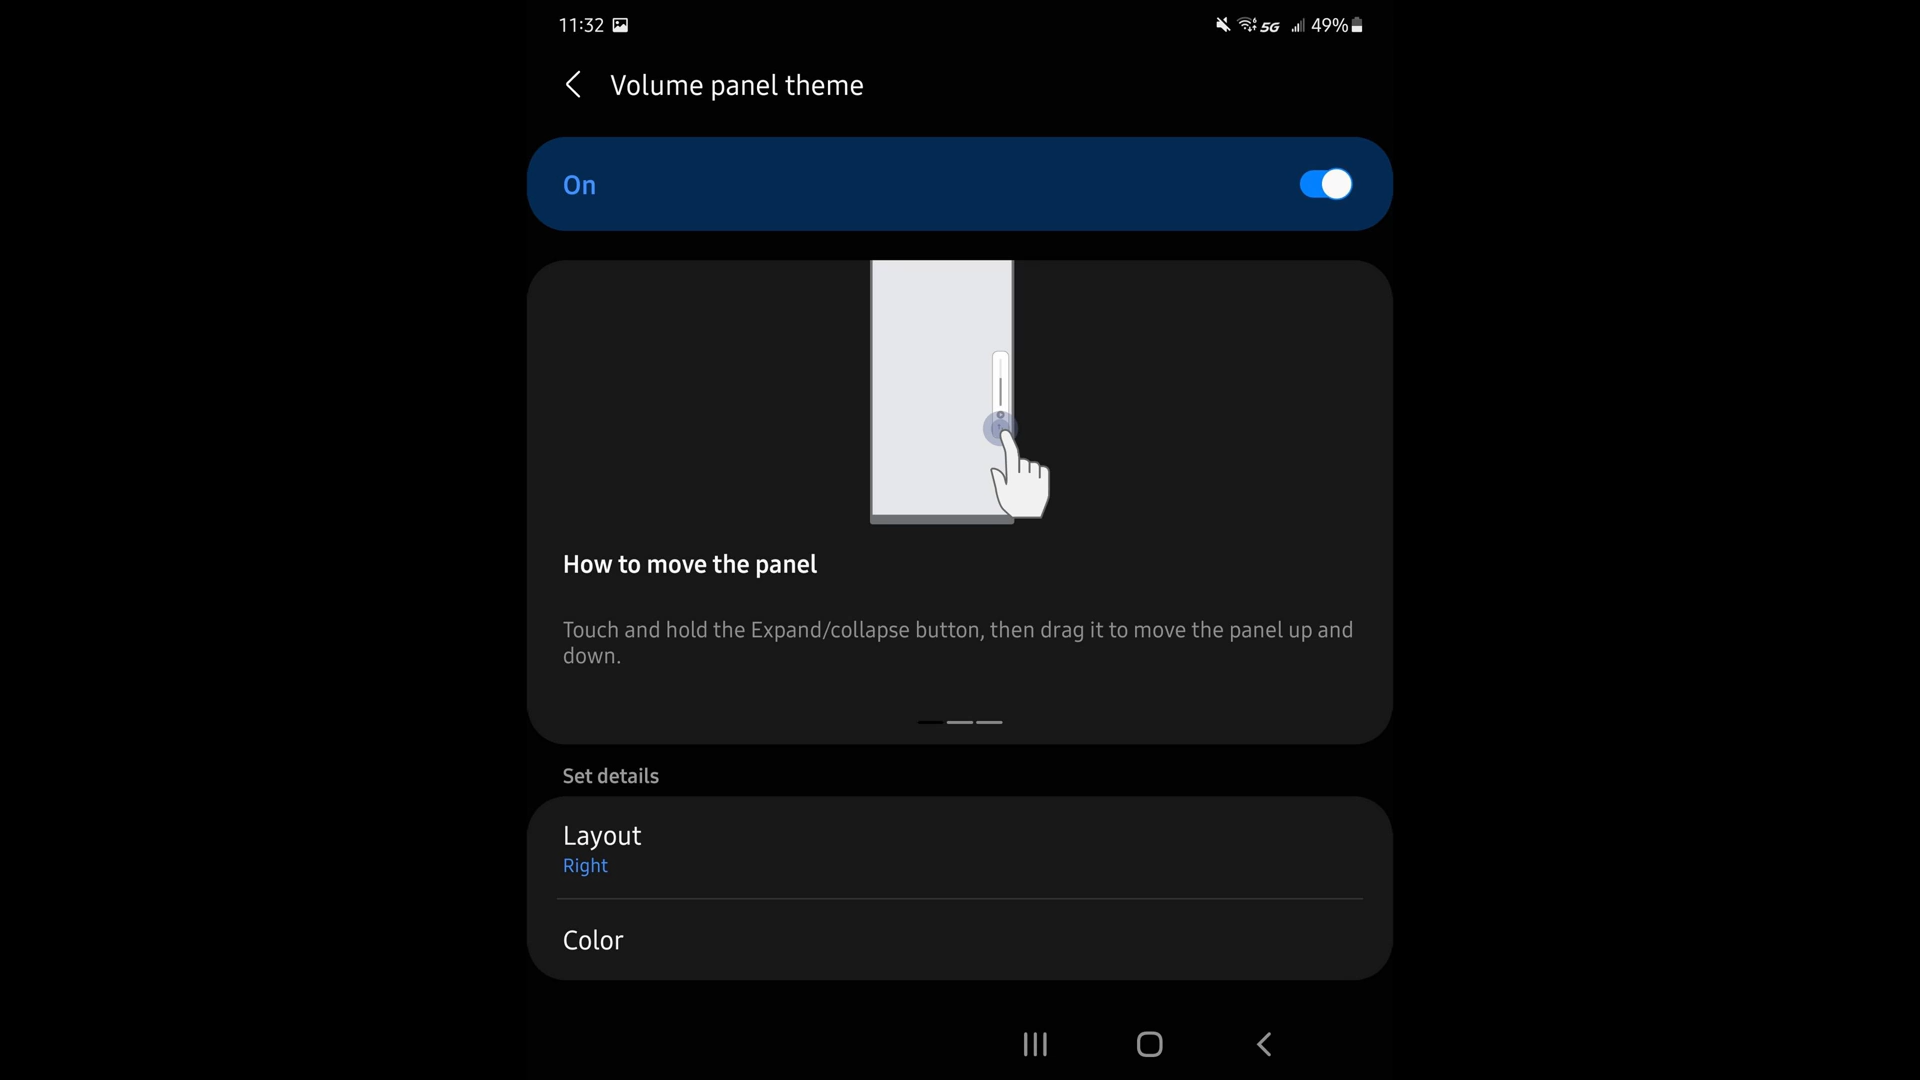 11:32
5G 49%
Volume panel theme
On
How to move the panel
Touch and hold the Expand/collapse button, then drag it to move the panel up and
down.
Set details
Layout
Right
Color